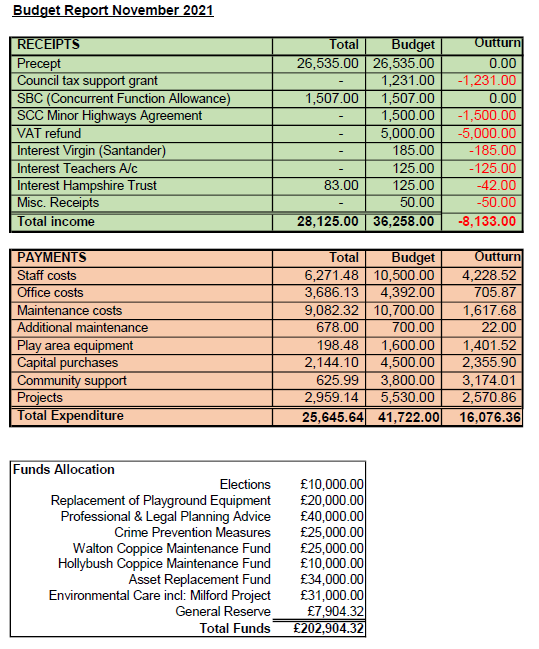 Budget Report November 2021
RECEIPTS Total Budget Outturn
Precept 26,535.00 26,535.00 0.00
Council tax support grant - 1,231.00 -1,231.00
SBC (Concurrent Function Allowance) 1,507.00 1,507.00 0.00
SCC Minor Highways Agreement - 1,500.00 -1,500.00
VAT refund - 5,000.00 -5,000.00
Interest Virgin (Santander) - 185.00 -185.00
Interest Teachers A/c - 125.00 -125.00
Interest Hampshire Trust 83.00 125.00 -42.00
Misc. Receipts - 50.00 -50.00
Total income 28,125.00 36,258.00 -8,133.00
PAYMENTS Total Budget Outturn
Staff costs 6,271.48 10,500.00 4,228.52
Office costs 3,686.13 4,392.00 705.87
Maintenance costs 9,082.32 10,700.00 1,617.68
Additional maintenance 678.00 700.00 22.00
Play area equipment 198.48 1,600.00 1,401.52
Capital purchases 2,144.10 4,500.00 2,355.90
Community support 625.99 3,800.00 3,174.01
Projects 2,959.14 5,530.00 2,570.86
Total Expenditure 25,645.64 41,722.00 16,076.36
Funds Allocation
Elections £10,000.00
Replacement of Playground Equipment £20,000.00
Professional & Legal Planning Advice £40,000.00
Crime Prevention Measures £25,000.00
Walton Coppice Maintenance Fund £25,000.00
Hollybush Coppice Maintenance Fund £10,000.00
Asset Replacement Fund £34,000.00
Environmental Care incl: Milford Project £31,000.00
General Reserve £7,904.32
Total Funds £202,904.32